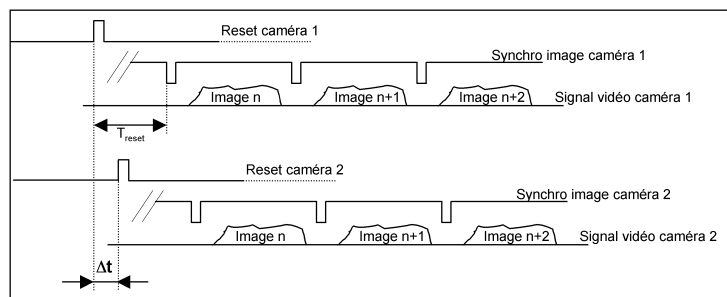 Reset caméra 1
Synchro image caméra 1
Image n
Image n+1
Image n+2
Signal vidéo caméra 1
Treset
Reset caméra 2
Synchro image caméra 2
Image n
Image n+1
Image n+2
Signal vidéo caméra 2
Δt